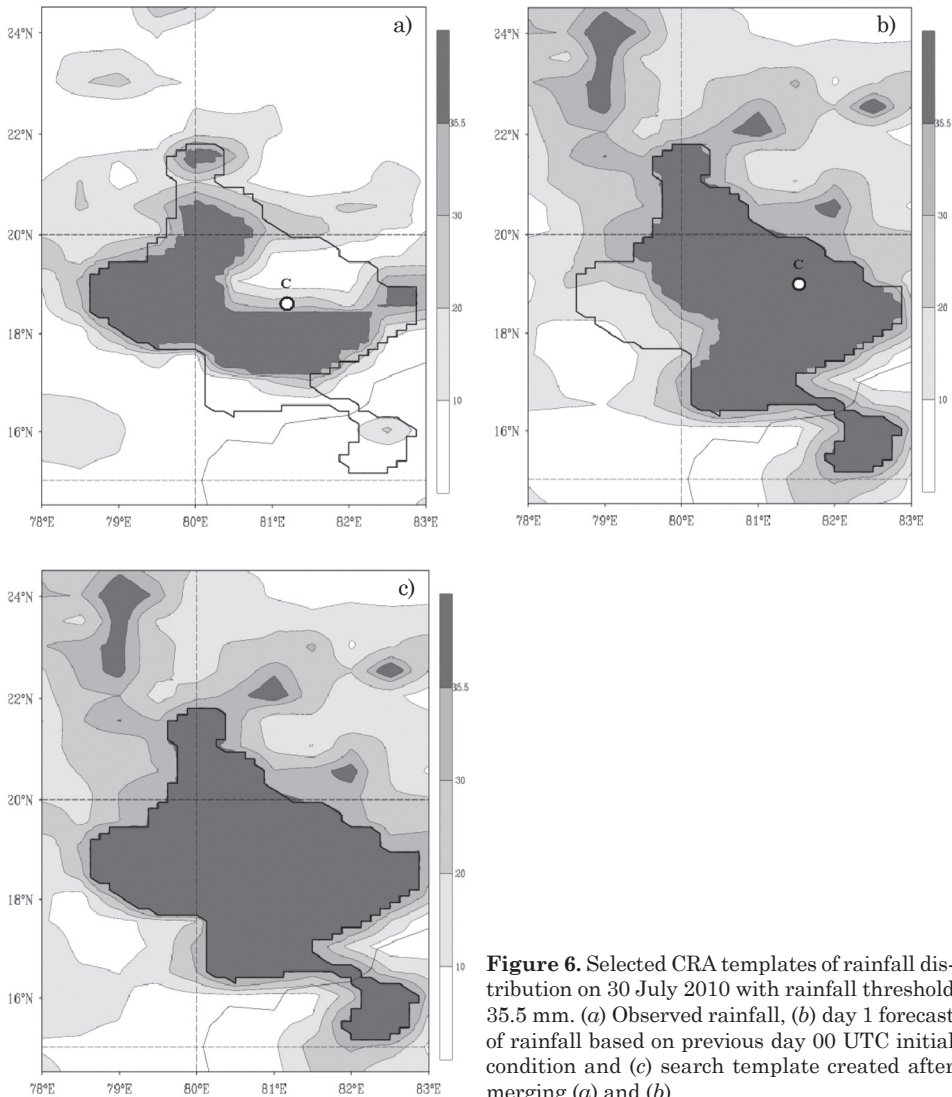 a)
24°N
22°N
20°N
18°N
16°N
C
78°E 79°E 80°E 81°E 82°E 83°E
35.5
30
20
10
b)
24°N
22°N
20°N
18°N
16°N
C
78°E 79°E 80°E 81°E 82°E 83°E
35.5
30
20
10
c)
24°N
22°N
20°N
18°N
16°N
78°E 79°E 80°E 81°E 82°E 83°E
35.5
30
20
10
Figure 6. Selected CRA templates of rainfall dis-
tribution on 30 July 2010 with rainfall threshold
35.5 mm. (a) Observed rainfall, (b) day 1 forecast
of rainfall based on previous day 00 UTC initial
condition and (c) search template created after
merging (a) and (b)